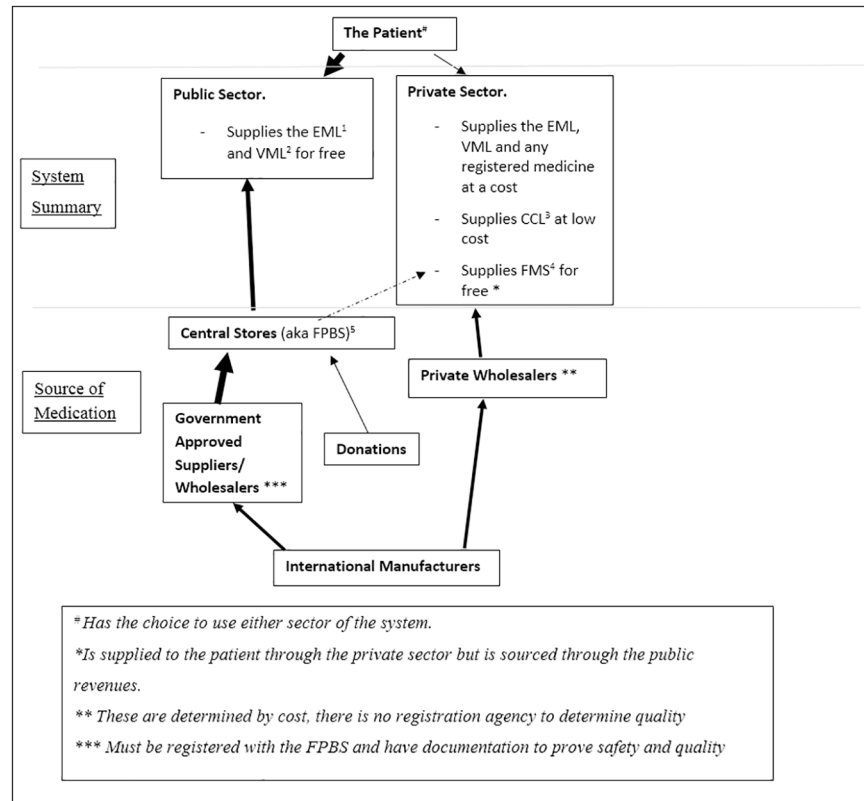 The Patient#
Public Sector.
- Supplies the EML¹
and VML² for free
Private Sector.
- Supplies the EML,
VML and any
registered medicine
at a cost
- Supplies CCL³ at low
cost
- Supplies FMS⁴ for
free *
System
Summary
Central Stores (aka FPBS)⁵
Private Wholesalers **
Source of
Medication
Government
Approved
Suppliers/
Wholesalers ***
Donations
International Manufacturers
#Has the choice to use either sector of the system.
*Is supplied to the patient through the private sector but is sourced through the public
revenues.
** These are determined by cost, there is no registration agency to determine quality
*** Must be registered with the FPBS and have documentation to prove safety and quality